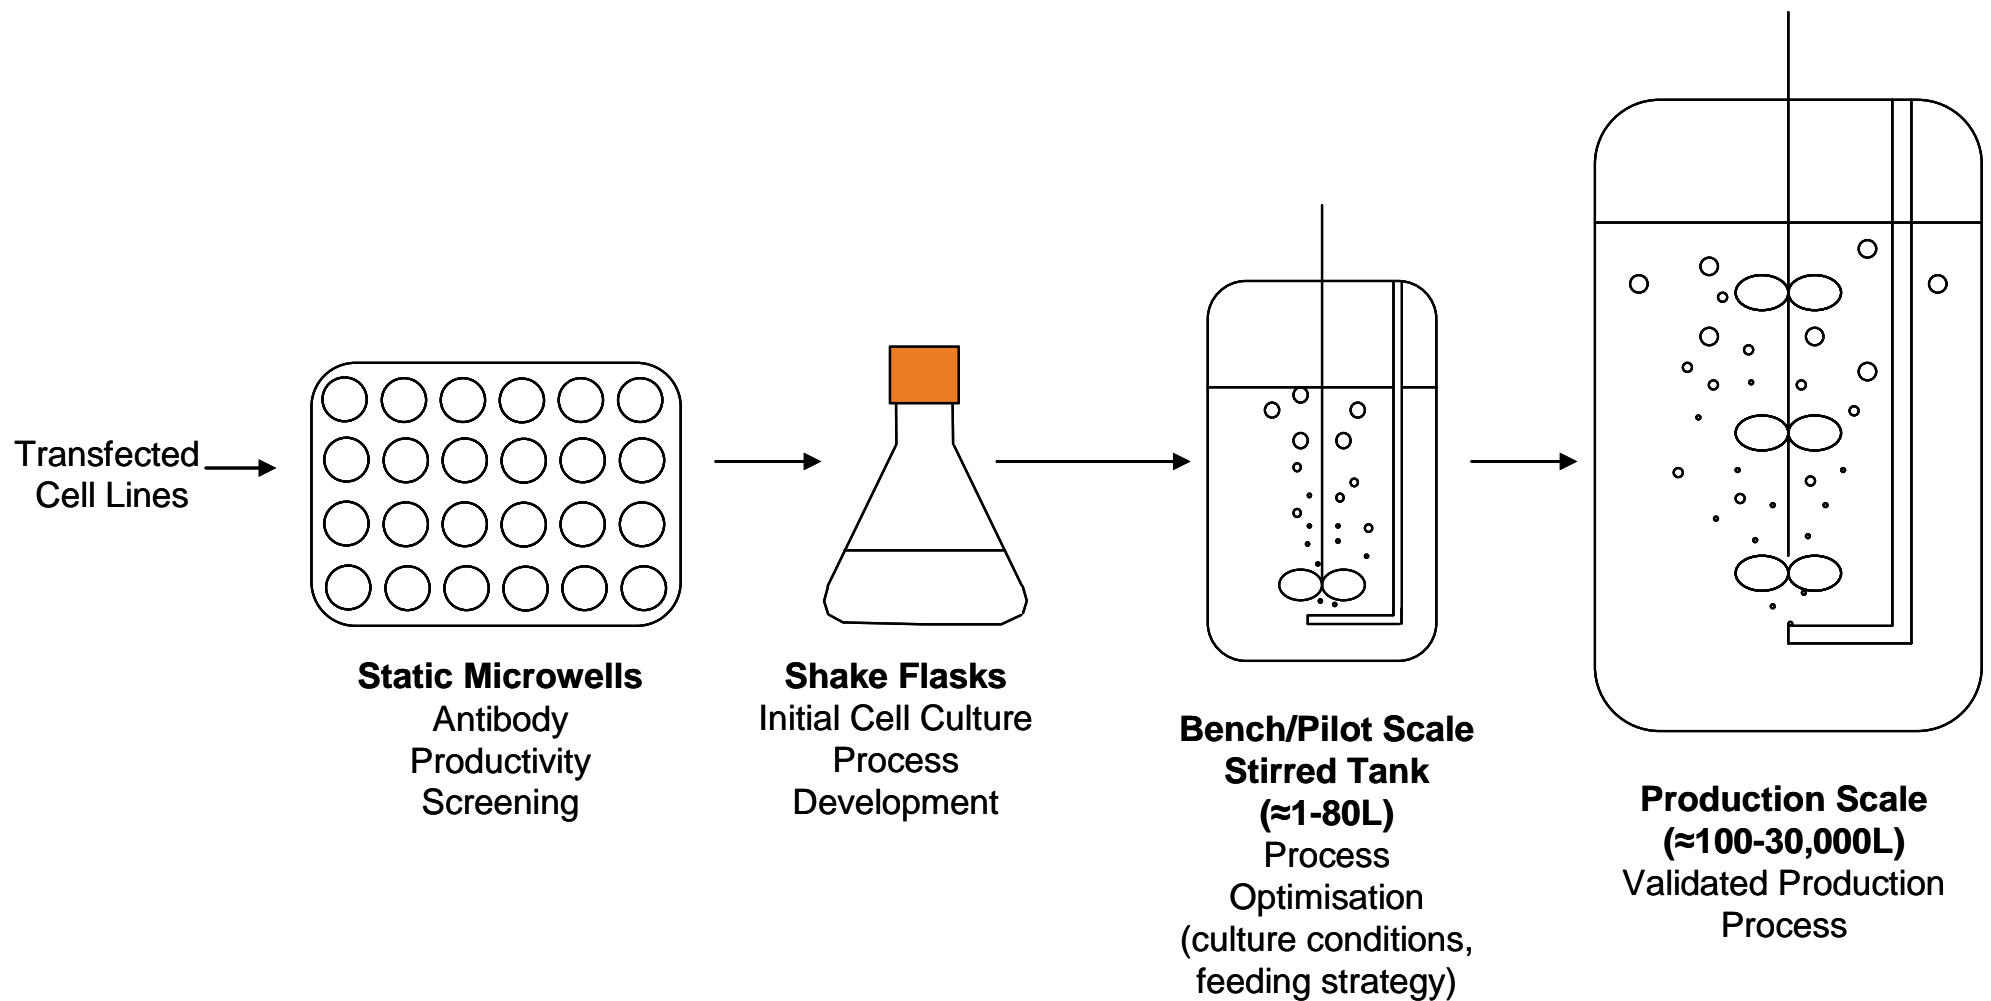 Transfected
Cell Lines
Static Microwells
Antibody
Productivity
Screening
Shake Flasks
Initial Cell Culture
Process
Development
Bench/Pilot Scale
Stirred Tank
(≈1-80L)
Process
Optimisation
(culture conditions,
feeding strategy)
Production Scale
(≈100-30,000L)
Validated Production
Process